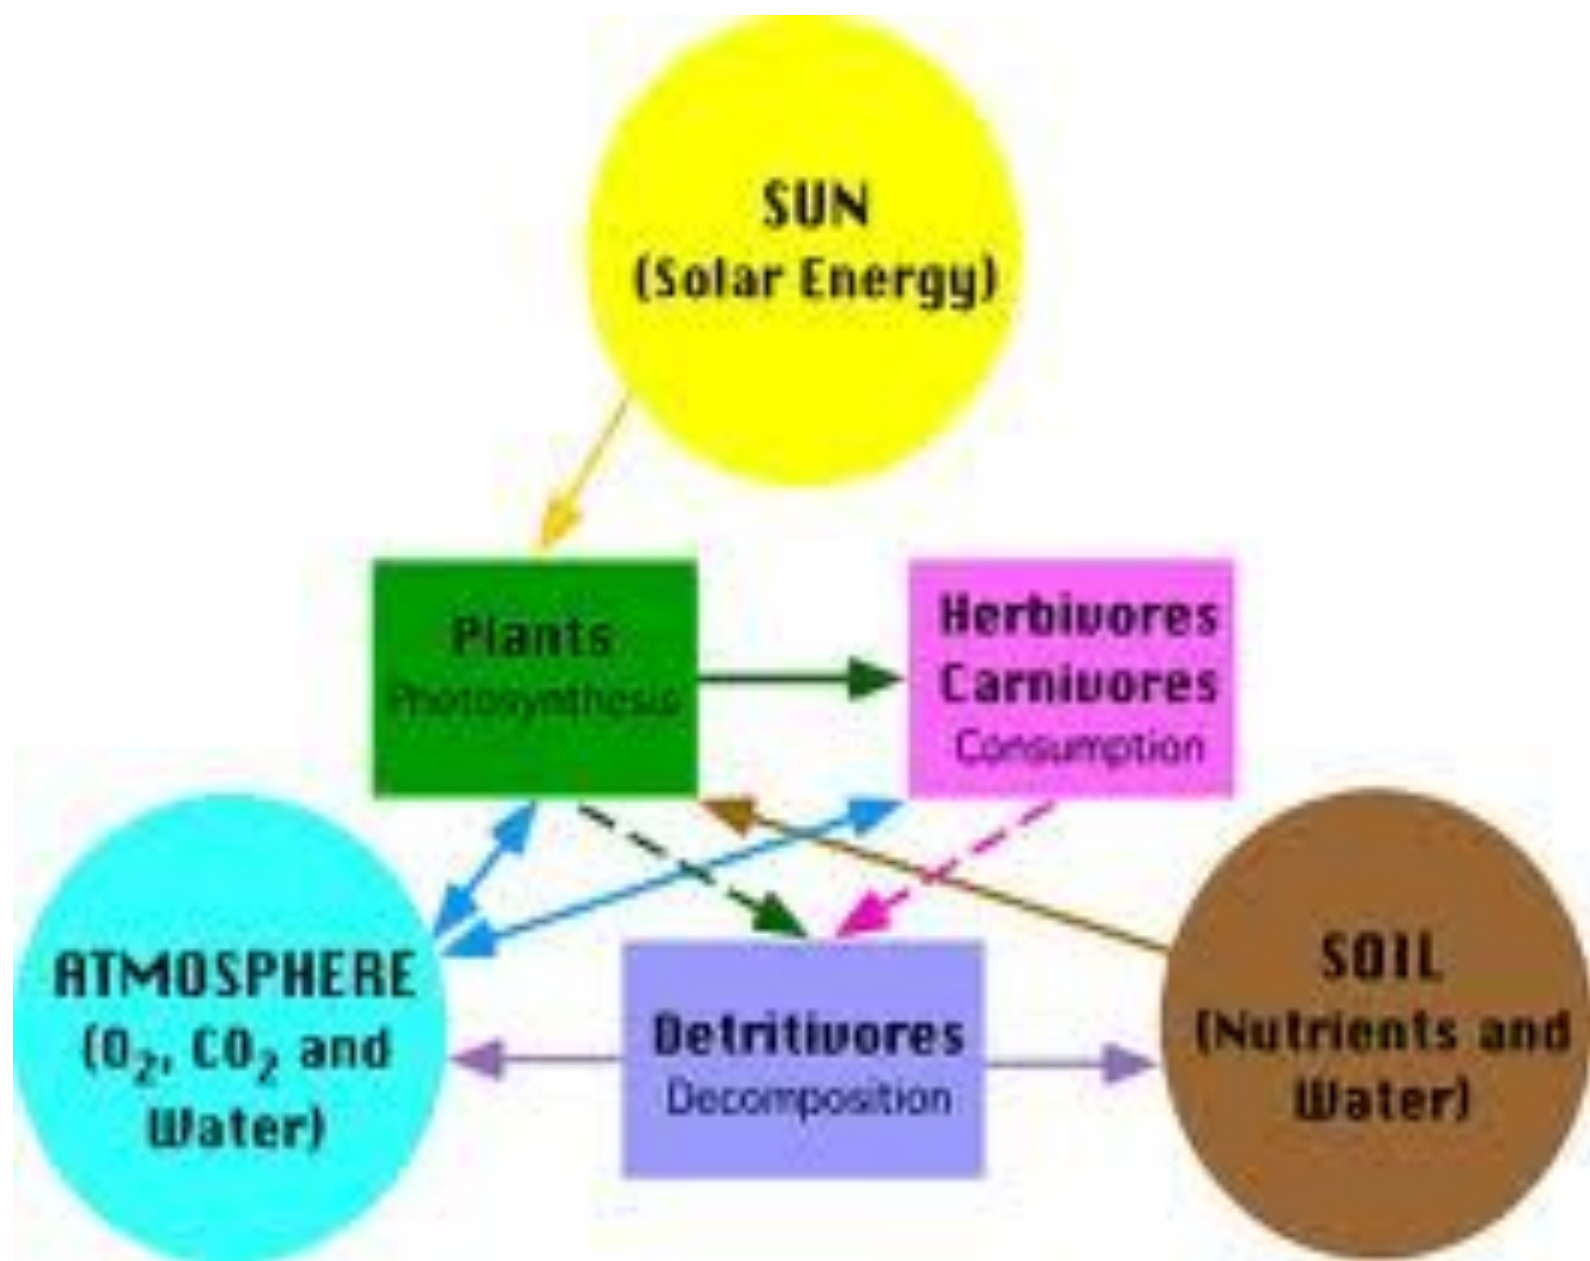 SUN
(Solar Energy)
Plants
Photosynthesis
Herbivores
Carnivores
Consumption
ATMOSPHERE
(O₂, CO₂ and
Water)
Detritivores
Decomposition
SOIL
(Nutrients and
Water)